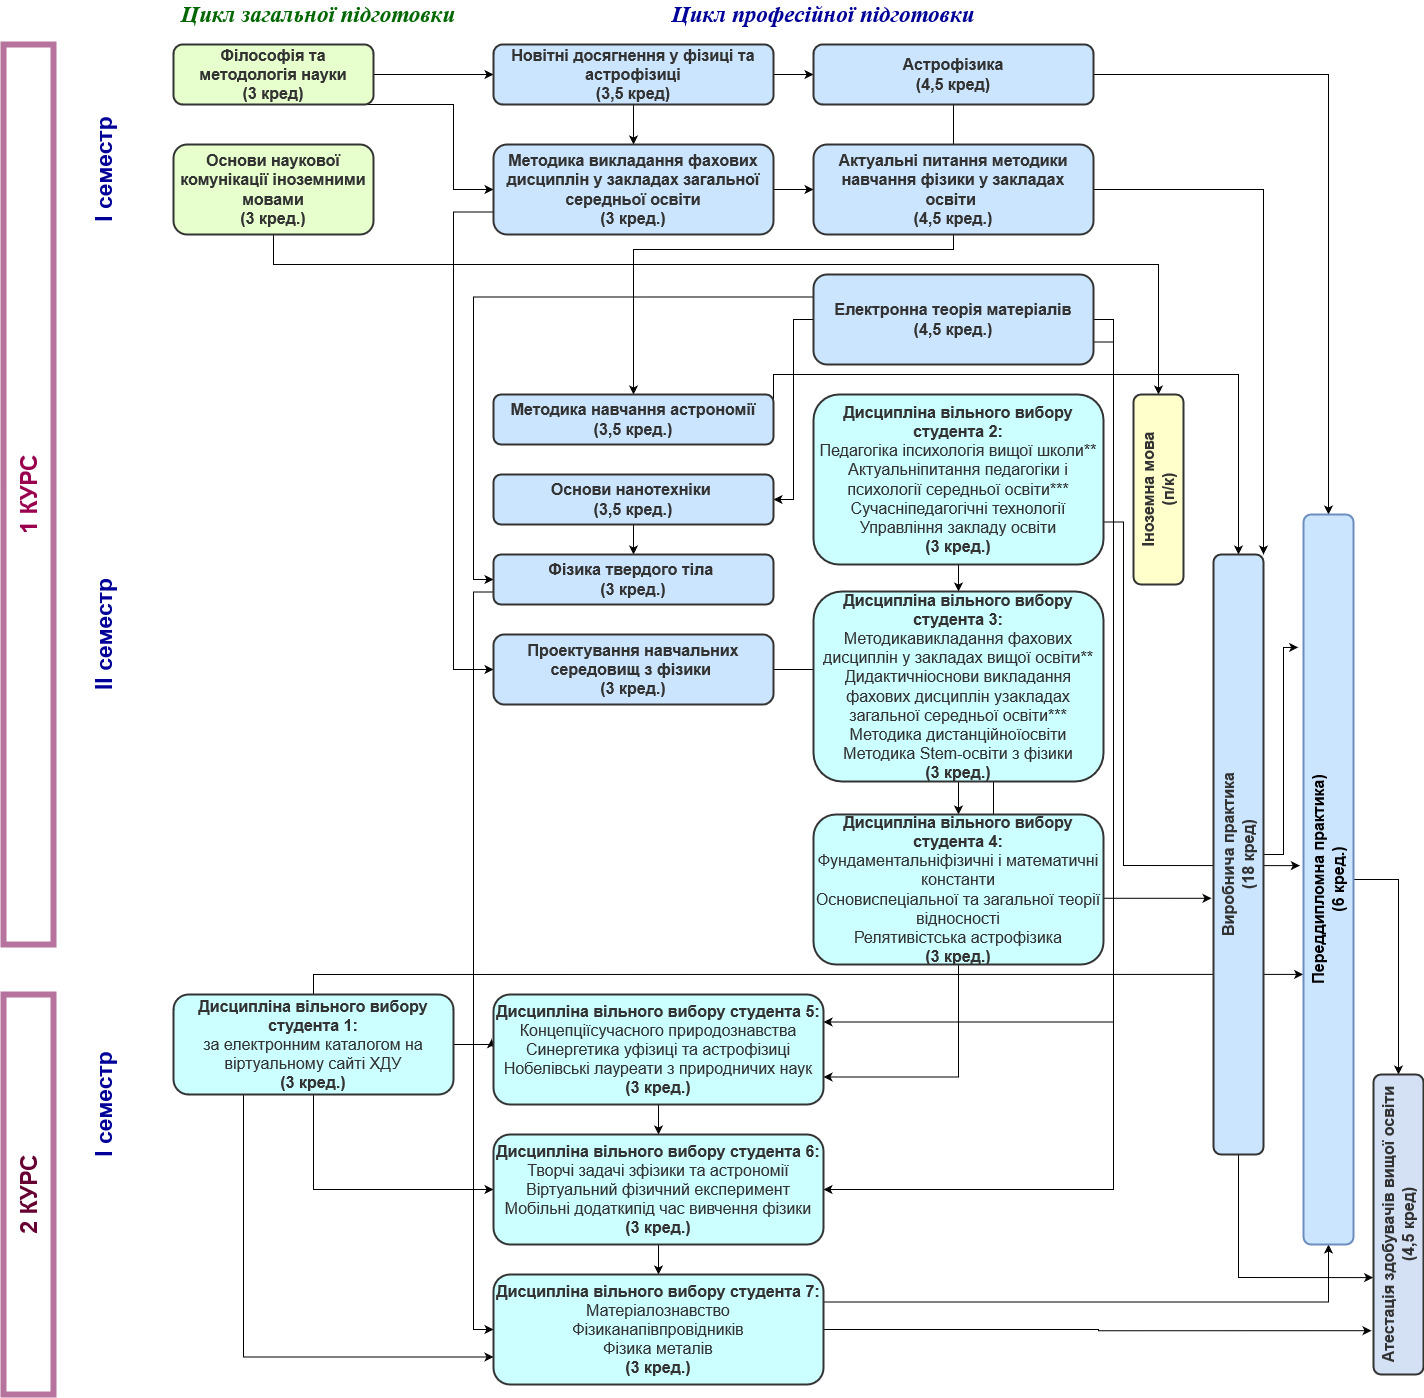 Цикл загальної підготовки
Цикл професійної підготовки
1 КУРС
І семестр
Філософія та
методологія науки
(3 кред)
Новітні досягнення у фізиці та
астрофізиці
(3,5 кред)
Астрофізика
(4,5 кред)
Основи наукової
комунікації іноземними
мовами
(3 кред.)
Методика викладання фахових
дисциплін у закладах загальної
середньої освіти
(3 кред.)
Актуальні питання методики
навчання фізики у закладах
освіти
(4,5 кред.)
Електронна теорія матеріалів
(4,5 кред.)
ІІ семестр
Методика навчання астрономії
(3,5 кред.)
Основи нанотехніки
(3,5 кред.)
Фізика твердого тіла
(3 кред.)
Проектування навчальних
середовищ з фізики
(3 кред.)
Дисципліна вільного вибору
студента 2:
Педагогіка іпсихологія вищої школи**
Актуальніпитання педагогіки і
психології середньої освіти***
Сучасніпедагогічні технології
Управління закладу освіти
(3 кред.)
Дисципліна вільного вибору
студента 3:
Методикавикладання фахових
дисциплін у закладах вищої освіти**
Дидактичніоснови викладання
фахових дисциплін узакладах
загальної середньої освіти***
Методика дистанційноїосвіти
Методика Stem-освіти з фізики
(3 кред.)
Дисципліна вільного вибору
студента 4:
Фундаментальніфізичні і математичні
константи
Основиспеціальної та загальної теорії
відносності
Релятивістська астрофізика
(3 кред.)
Іноземна мова
(п/к)
Виробнича практика
(18 кред)
Переддипломна практика)
(6 кред.)
2 КУРС
І семестр
Дисципліна вільного вибору
студента 1:
за електронним каталогом на
віртуальному сайті ХДУ
(3 кред.)
Дисципліна вільного вибору студента 5:
Концепціїсучасного природознавства
Синергетика уфізиці та астрофізиці
Нобелівські лауреати з природничих наук
(3 кред.)
Дисципліна вільного вибору студента 6:
Творчі задачі зфізики та астрономії
Віртуальний фізичний експеримент
Мобільні додаткипід час вивчення фізики
(3 кред.)
Дисципліна вільного вибору студента 7:
Матеріалознавство
Фізиканапівпровідників
Фізика металів
(3 кред.)
Атестація здобувачів вищої освіти
(4,5 кред)